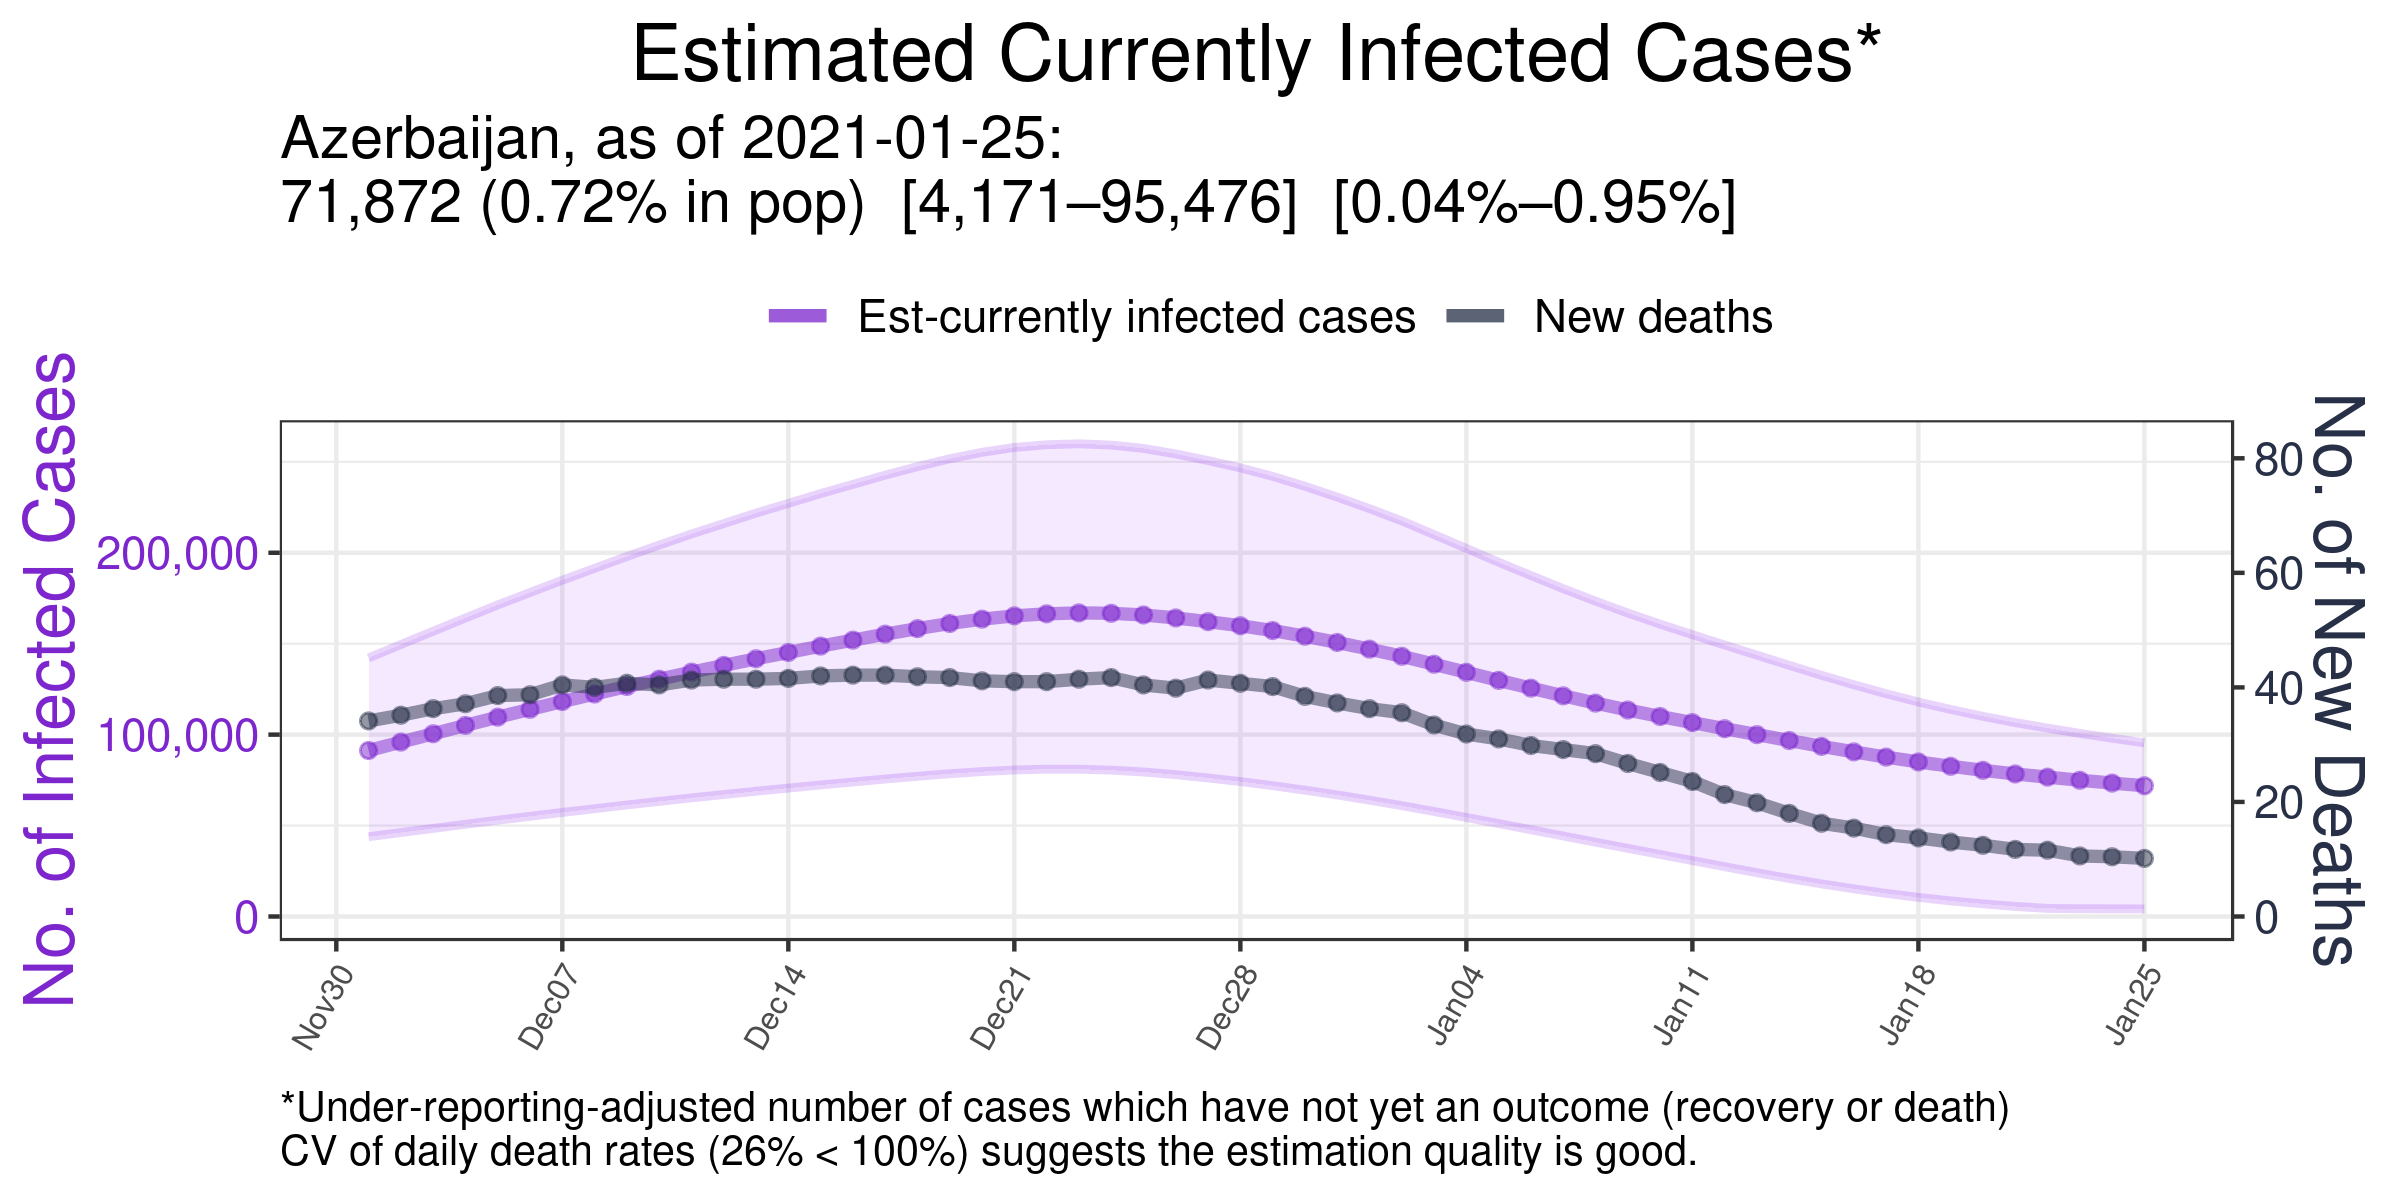 Estimated Currently Infected Cases*
Azerbaijan, as of 2021-01-25:
71,872 (0.72% in pop)  [4,171–95,476]  [0.04%–0.95%]
Est-currently infected cases
New deaths
No. of Infected Cases
200,000
100,000
0
80
60
40
20
0
No. of New Deaths
Nov30
Dec07
Dec14
Dec21
Dec28
Jan04
Jan11
Jan18
Jan25
*Under-reporting-adjusted number of cases which have not yet an outcome (recovery or death)
CV of daily death rates (26% < 100%) suggests the estimation quality is good.